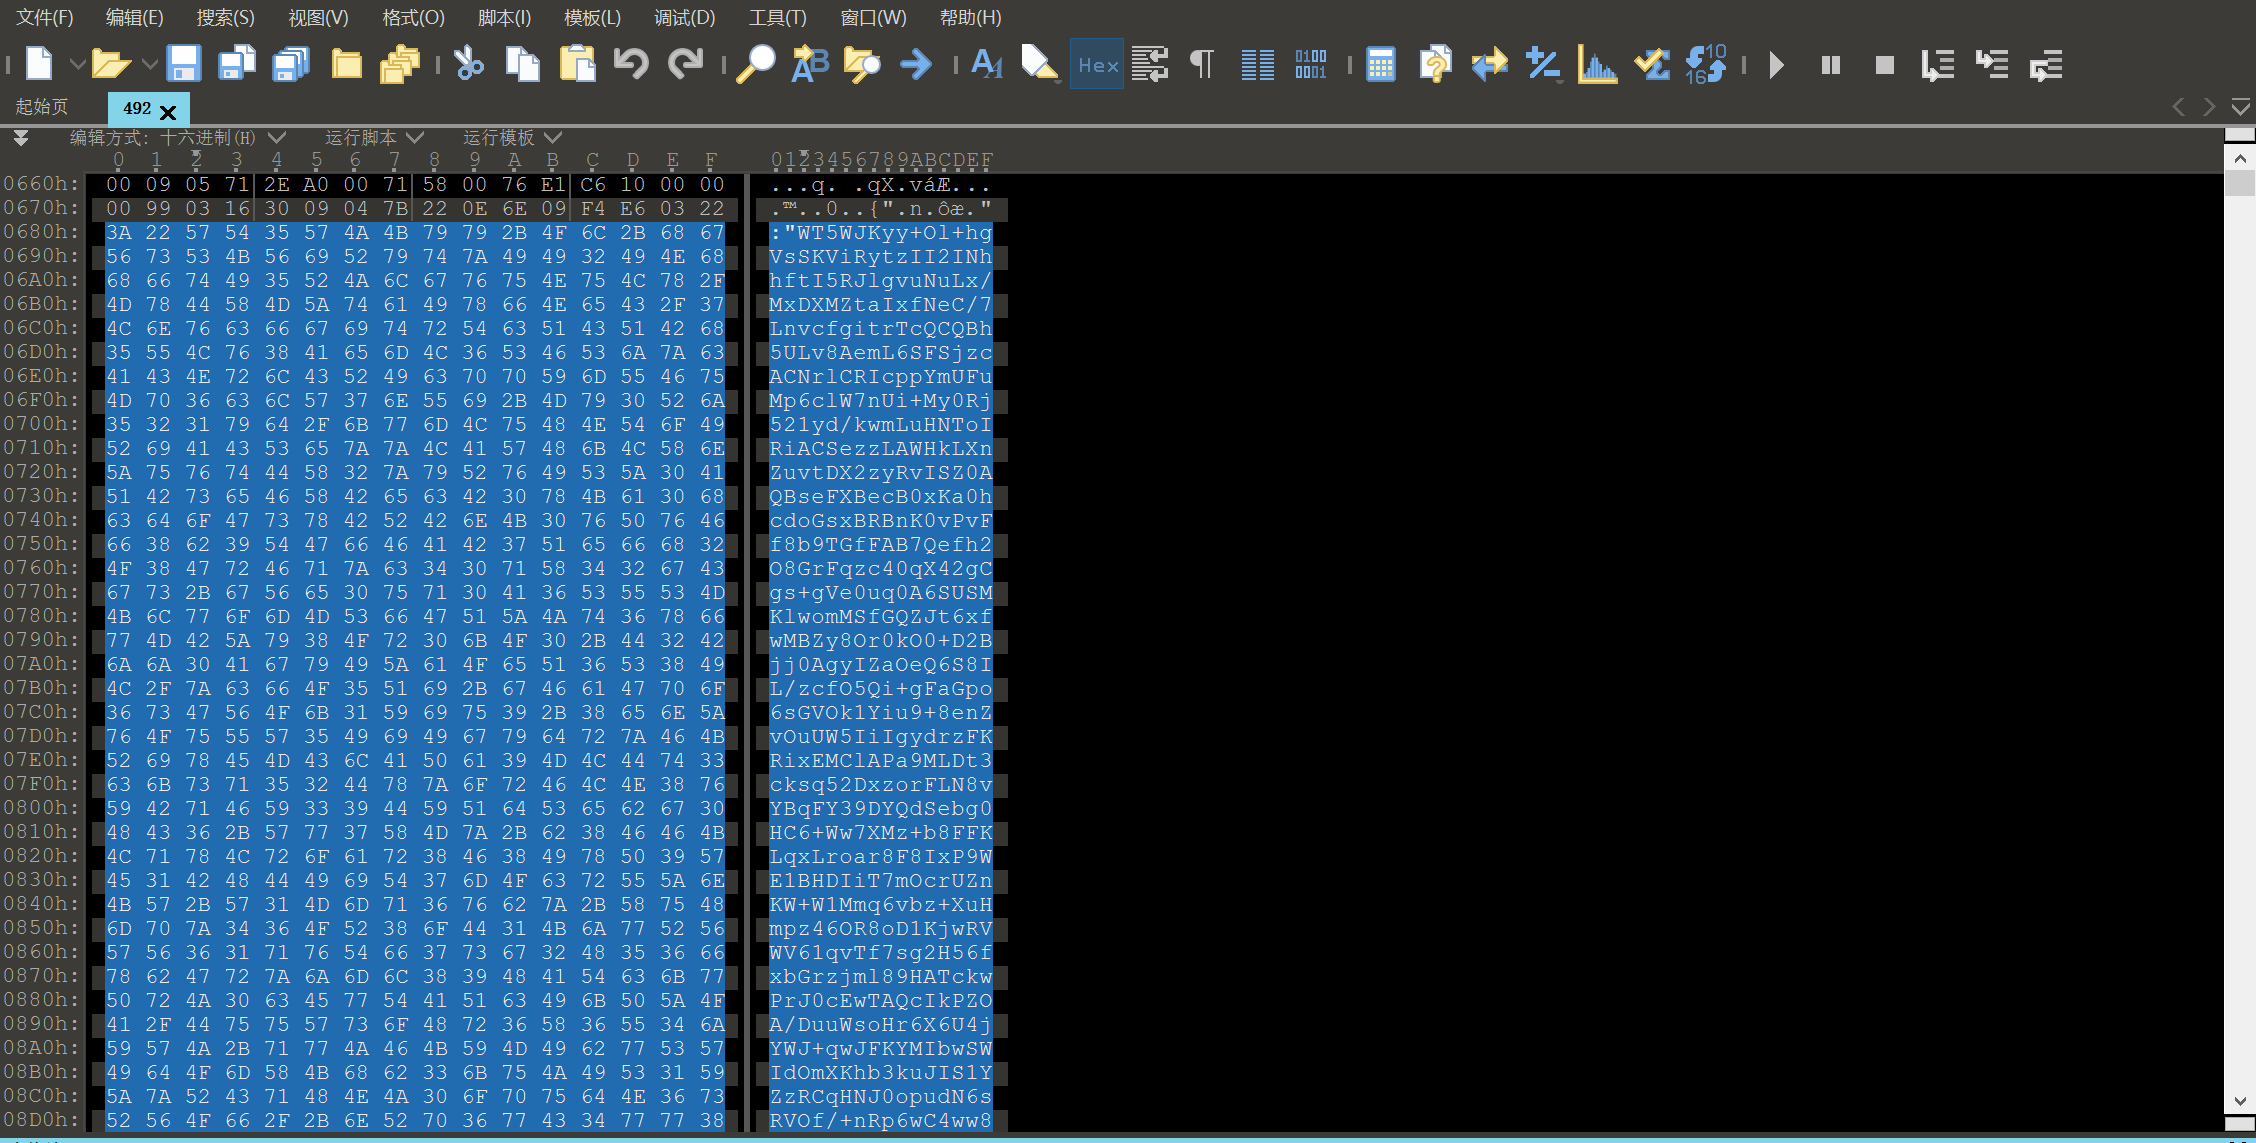 文件(F) 编辑(E) 搜索(S) 视图(V) 格式(O) 脚本(I) 模板(L) 调试(D) 工具(T) 窗口(W) 帮助(H)
Hex
起始页 492
编辑方式: 十六进制(H) 运行脚本 运行模板
0 1 2 3 4 5 6 7 8 9 A B C D E F 0123456789ABCDEF
0660h: 00 09 05 71 2E A0 00 71 58 00 76 E1 C6 10 00 00 ...q. .qX.váÆ...
0670h: 00 99 03 16 30 09 04 7B 22 0E 6E 09 F4 E6 03 22 .™..0..{".n.ôæ."
0680h: 3A 22 57 54 35 57 4A 4B 79 79 2B 4F 6C 2B 68 67 :"WT5WJKyy+Ol+hg
0690h: 56 73 53 4B 56 69 52 79 74 7A 49 49 32 49 4E 68 VsSKViRytzII2INh
06A0h: 68 66 74 49 35 52 4A 6C 67 76 75 4E 75 4C 78 2F hftI5RJlgvuNuLx/
06B0h: 4D 78 44 58 4D 5A 74 61 49 78 66 4E 65 43 2F 37 MxDXMZtaIxfNeC/7
06C0h: 4C 6E 76 63 66 67 69 74 72 54 63 51 43 51 42 68 LnvcfgitrTcQCQBh
06D0h: 35 55 4C 76 38 41 65 6D 4C 36 53 46 53 6A 7A 63 5ULv8AemL6SFSjzc
06E0h: 41 43 4E 72 6C 43 52 49 63 70 70 59 6D 55 46 75 ACNrlCRIcppYmUFu
06F0h: 4D 70 36 63 6C 57 37 6E 55 69 2B 4D 79 30 52 6A Mp6clW7nUi+My0Rj
0700h: 35 32 31 79 64 2F 6B 77 6D 4C 75 48 4E 54 6F 49 521yd/kwmLuHNToI
0710h: 52 69 41 43 53 65 7A 7A 4C 41 57 48 6B 4C 58 6E RiACSezzLAWHkLXn
0720h: 5A 75 76 74 44 58 32 7A 79 52 76 49 53 5A 30 41 ZuvtDX2zyRvISZ0A
0730h: 51 42 73 65 46 58 42 65 63 42 30 78 4B 61 30 68 QBseFXBecB0xKa0h
0740h: 63 64 6F 47 73 78 42 52 42 6E 4B 30 76 50 76 46 cdoGsxBRBnK0vPvF
0750h: 66 38 62 39 54 47 66 46 41 42 37 51 65 66 68 32 f8b9TGfFAB7Qefh2
0760h: 4F 38 47 72 46 71 7A 63 34 30 71 58 34 32 67 43 O8GrFqzc40qX42gC
0770h: 67 73 2B 67 56 65 30 75 71 30 41 36 53 55 53 4D gs+gVe0uq0A6SUSM
0780h: 4B 6C 77 6F 6D 4D 53 66 47 51 5A 4A 74 36 78 66 KlwomMSfGQZJt6xf
0790h: 77 4D 42 5A 79 38 4F 72 30 6B 4F 30 2B 44 32 42 wMBZy8Or0kO0+D2B
07A0h: 6A 6A 30 41 67 79 49 5A 61 4F 65 51 36 53 38 49 jj0AgyIZaOeQ6S8I
07B0h: 4C 2F 7A 63 66 4F 35 51 69 2B 67 46 61 47 70 6F L/zcfO5Qi+gFaGpo
07C0h: 36 73 47 56 4F 6B 31 59 69 75 39 2B 38 65 6E 5A 6sGVOk1Yiu9+8enZ
07D0h: 76 4F 75 55 57 35 49 69 49 67 79 64 72 7A 46 4B vOuUW5IiIgydrzFK
07E0h: 52 69 78 45 4D 43 6C 41 50 61 39 4D 4C 44 74 33 RixEMClAPa9MLDt3
07F0h: 63 6B 73 71 35 32 44 78 7A 6F 72 46 4C 4E 38 76 cksq52DxzorFLN8v
0800h: 59 42 71 46 59 33 39 44 59 51 64 53 65 62 67 30 YBqFY39DYQdSebg0
0810h: 48 43 36 2B 57 77 37 58 4D 7A 2B 62 38 46 46 4B HC6+Ww7XMz+b8FFK
0820h: 4C 71 78 4C 72 6F 61 72 38 46 38 49 78 50 39 57 LqxLroar8F8IxP9W
0830h: 45 31 42 48 44 49 69 54 37 6D 4F 63 72 55 5A 6E E1BHDIiT7mOcrUZn
0840h: 4B 57 2B 57 31 4D 6D 71 36 76 62 7A 2B 58 75 48 KW+W1Mmq6vbz+XuH
0850h: 6D 70 7A 34 36 4F 52 38 6F 44 31 4B 6A 77 52 56 mpz46OR8oD1KjwRV
0860h: 57 56 36 31 71 76 54 66 37 73 67 32 48 35 36 66 WV61qvTf7sg2H56f
0870h: 78 62 47 72 7A 6A 6D 6C 38 39 48 41 54 63 6B 77 xbGrzjml89HATckw
0880h: 50 72 4A 30 63 45 77 54 41 51 63 49 6B 50 5A 4F PrJ0cEwTAQcIkPZO
0890h: 41 2F 44 75 75 57 73 6F 48 72 36 58 36 55 34 6A A/DuuWsoHr6X6U4j
08A0h: 59 57 4A 2B 71 77 4A 46 4B 59 4D 49 62 77 53 57 YWJ+qwJFKYMIbwSW
08B0h: 49 64 4F 6D 58 4B 68 62 33 6B 75 4A 49 53 31 59 IdOmXKhb3kuJIS1Y
08C0h: 5A 7A 52 43 71 48 4E 4A 30 6F 70 75 64 4E 36 73 ZzRCqHNJ0opudN6s
08D0h: 52 56 4F 66 2F 2B 6E 52 70 36 77 43 34 77 77 38 RVOf/+nRp6wC4ww8